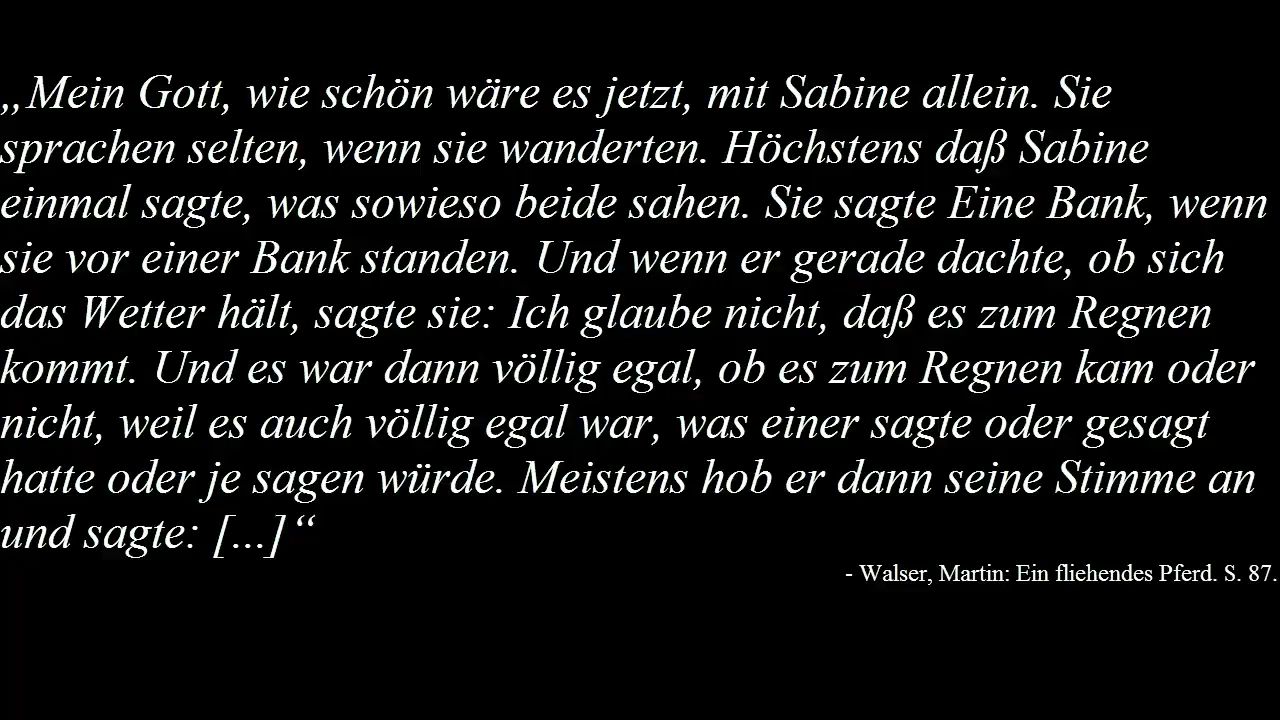 „Mein Gott, wie schön wäre es jetzt, mit Sabine allein. Sie
sprachen selten, wenn sie wanderten. Höchstens daß Sabine
einmal sagte, was sowieso beide sahen. Sie sagte Eine Bank, wenn
sie vor einer Bank standen. Und wenn er gerade dachte, ob sich
das Wetter hält, sagte sie: Ich glaube nicht, daß es zum Regnen
kommt. Und es war dann völlig egal, ob es zum Regnen kam oder
nicht, weil es auch völlig egal war, was einer sagte oder gesagt
hatte oder je sagen würde. Meistens hob er dann seine Stimme an
und sagte: [...]“
- Walser, Martin: Ein fliehendes Pferd. S. 87.